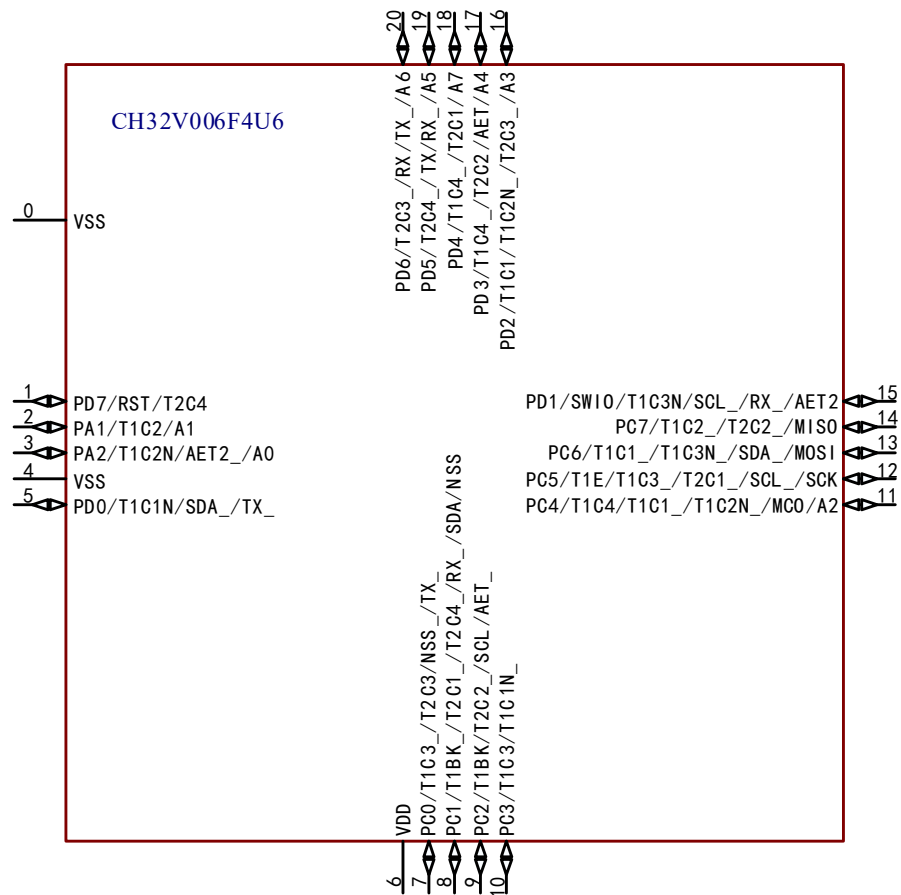 20
19
18
17
16
PD6/T2C3_/RX/TX_/A6
PD5/T2C4_/TX/RX_/A5
PD4/T1C4_/T2C1/A7
PD3/T1C4_/T2C2/AET/A4
PD2/T1C1/T1C2N_/T2C3_/A3
CH32V006F4U6
0
VSS
1
PD7/RST/T2C4
2
PA1/T1C2/A1
3
PA2/T1C2N/AET2_/A0
4
VSS
5
PD0/T1C1N/SDA_/TX_
PD1/SWIO/T1C3N/SCL_/RX_/AET2
15
PC7/T1C2_/T2C2_/MISO
14
PC6/T1C1_/T1C3N_/SDA_/MOSI
13
PC5/T1E/T1C3_/T2C1_/SCL_/SCK
12
PC4/T1C4/T1C1_/T1C2N_/MCO/A2
11
VDD
PC0/T1C3_/T2C3/NSS_/TX_
PC1/T1BK_/T2C1_/T2C4_/RX_/SDA/NSS
PC2/T1BK/T2C2_/SCL/AET_
PC3/T1C3/T1C1N_
6
7
8
9
10